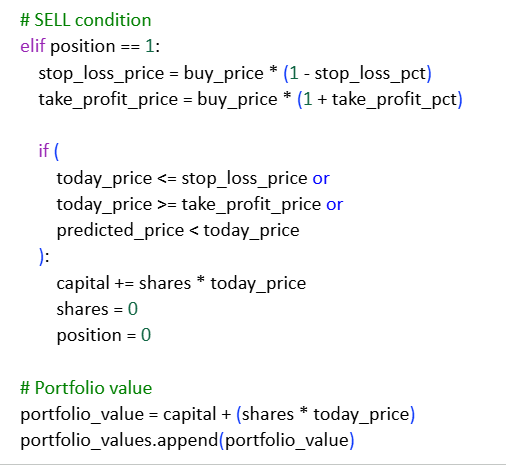 # SELL condition
elif position == 1:
stop_loss_price = buy_price * (1 - stop_loss_pct)
take_profit_price = buy_price * (1 + take_profit_pct)
if (
today_price <= stop_loss_price or
today_price >= take_profit_price or
predicted_price < today_price
):
capital += shares * today_price
shares = 0
position = 0
# Portfolio value
portfolio_value = capital + (shares * today_price)
portfolio_values.append(portfolio_value)